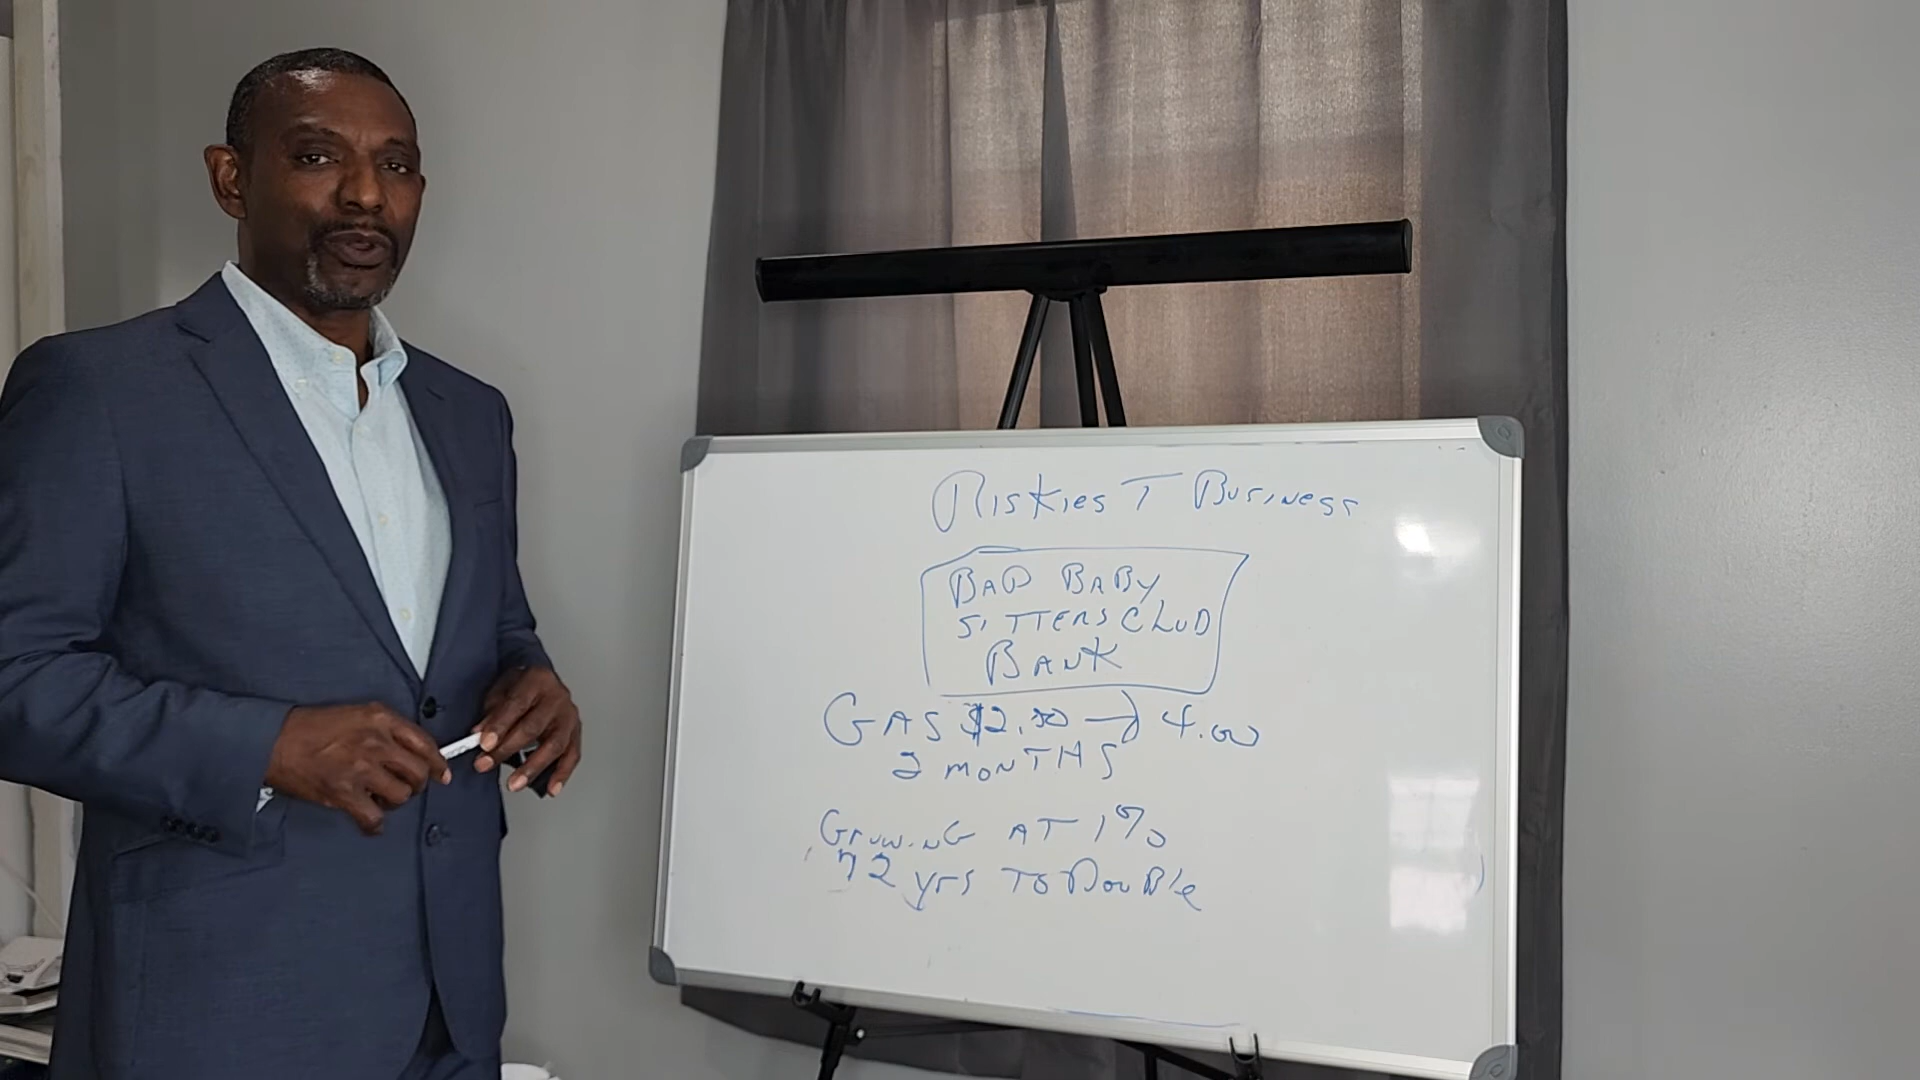 RiskiesT Business
BAD BABY
SITTERS CLUB
BANK
GAS $2.50 → 4.00
2 MONTHS
GROWING AT 1%
72 yrs TO DouBle